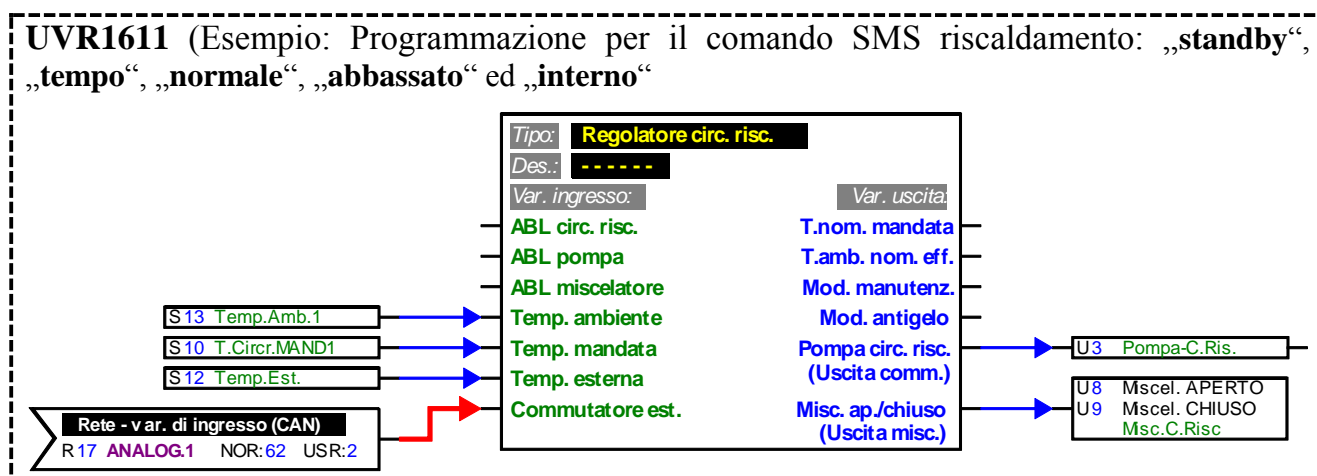 UVR1611 (Esempio: Programmazione per il comando SMS riscaldamento: „standby“,
„tempo“, „normale“, „abbassato“ ed „interno“
Tipo: Regolatore circ. risc.
Des.: ------
Var. ingresso: Var. uscita:
ABL circ. risc. T.nom. mandata
ABL pompa T.amb. nom. eff.
ABL miscelatore Mod. manutenz.
S13 Temp.Amb.1 Temp. ambiente Mod. antigelo
S10 T.Circr.MAND1 Temp. mandata Pompa circ. risc. U3 Pompa-C.Ris.
S12 Temp.Est. Temp. esterna (Uscita comm.)
U8 Miscel. APERTO
Commutatore est. Misc. ap./chiuso U9 Miscel. CHIUSO
(Uscita misc.) Misc.C.Risc
Rete - var. di ingresso (CAN)
R17 ANALOG.1 NOR:62 USR:2